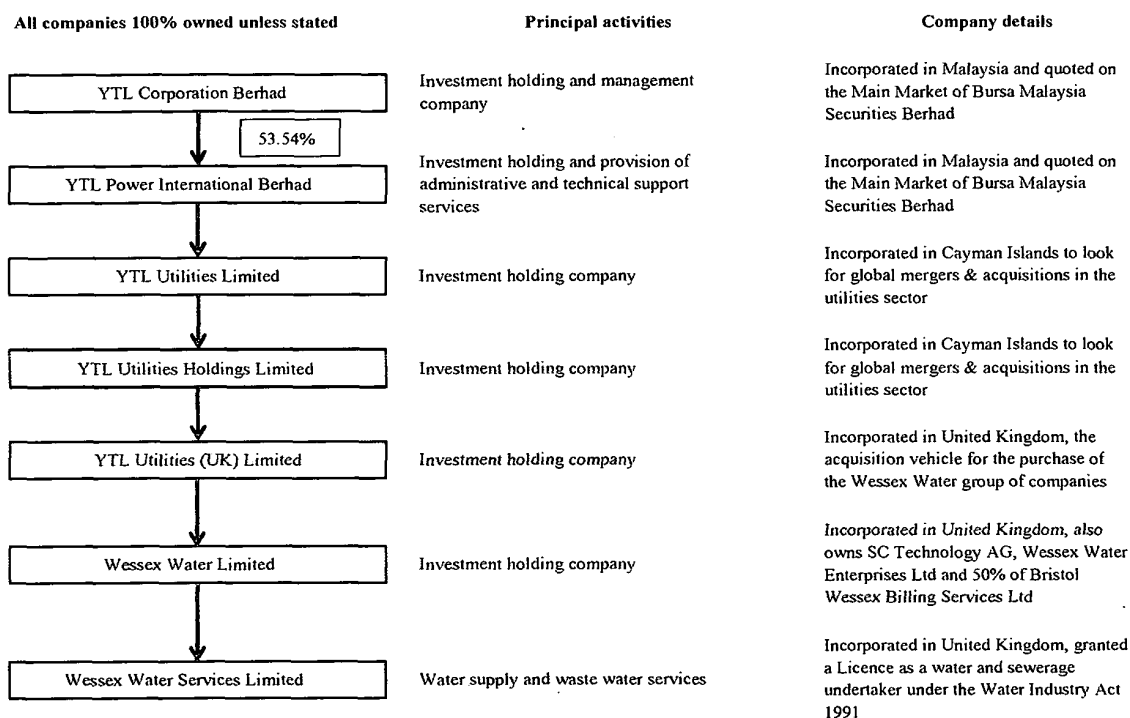 All companies 100% owned unless stated
Principal activities
Company details
YTL Corporation Berhad
Investment holding and management
company
Incorporated in Malaysia and quoted on
the Main Market of Bursa Malaysia
Securities Berhad
53.54%
YTL Power International Berhad
Investment holding and provision of
administrative and technical support
services
Incorporated in Malaysia and quoted on
the Main Market of Bursa Malaysia
Securities Berhad
YTL Utilities Limited
Investment holding company
Incorporated in Cayman Islands to look
for global mergers & acquisitions in the
utilities sector
YTL Utilities Holdings Limited
Investment holding company
Incorporated in Cayman Islands to look
for global mergers & acquisitions in the
utilities sector
YTL Utilities (UK) Limited
Investment holding company
Incorporated in United Kingdom, the
acquisition vehicle for the purchase of
the Wessex Water group of companies
Wessex Water Limited
Investment holding company
Incorporated in United Kingdom, also
owns SC Technology AG, Wessex Water
Enterprises Ltd and 50% of Bristol
Wessex Billing Services Ltd
Wessex Water Services Limited
Water supply and waste water services
Incorporated in United Kingdom, granted
a Licence as a water and sewerage
undertaker under the Water Industry Act
1991